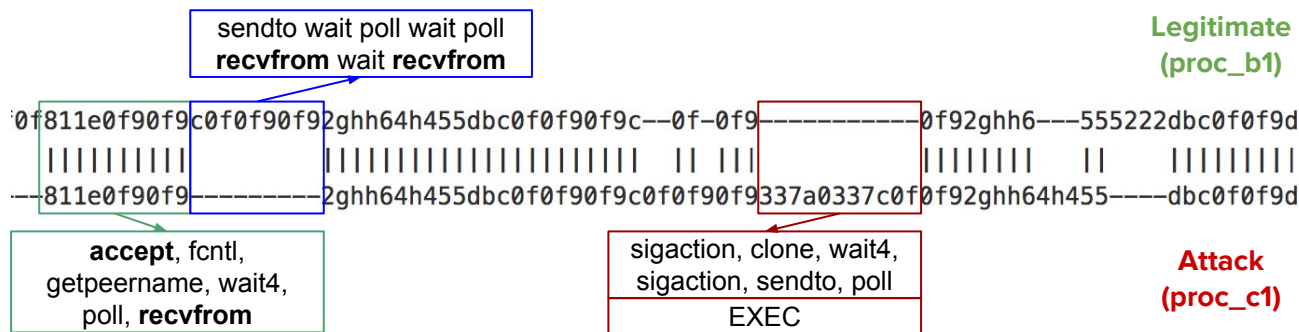 sendto wait poll wait poll
recvfrom wait recvfrom
Legitimate
(proc_b1)
0f811e0f90f9c0f0f90f92ghh64h455dbc0f0f90f9c--0f-0f9-----------0f92ghh6---555222dbc0f0f9d
---811e0f90f9---------2ghh64h455dbc0f0f90f9c0f0f90f9337a0337c0f0f92ghh64h455----dbc0f0f9d
accept, fcntl,
getpeername, wait4,
poll, recvfrom
sigaction, clone, wait4,
sigaction, sendto, poll
EXEC
Attack
(proc_c1)